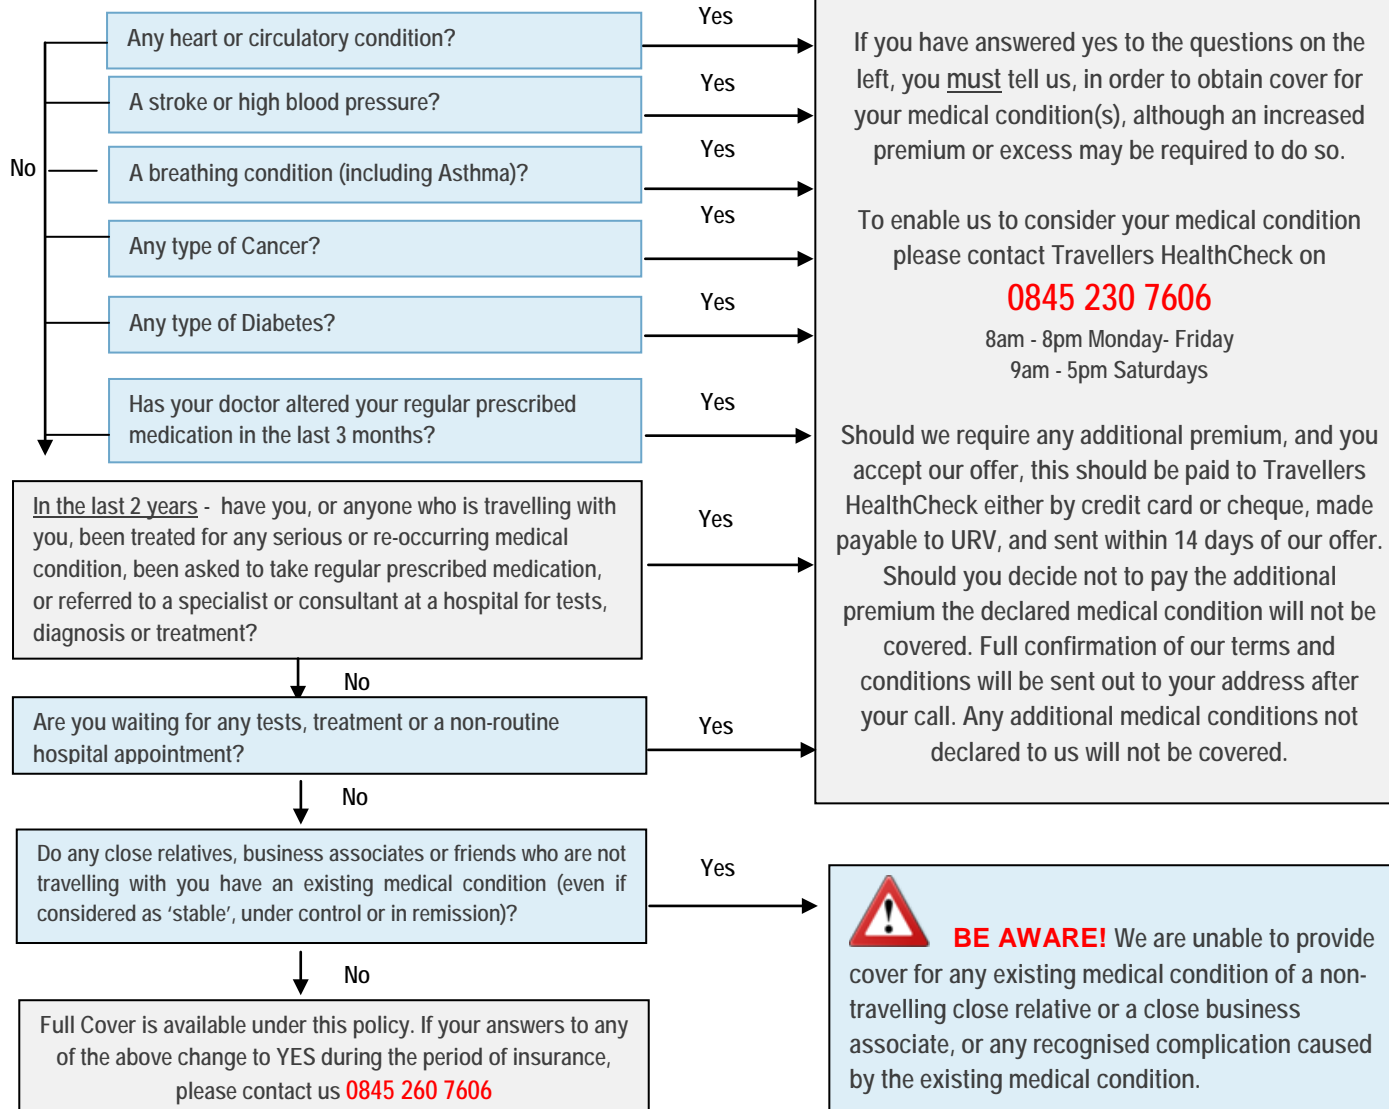 Any heart or circulatory condition?
Yes
A stroke or high blood pressure?
Yes
No
A breathing condition (including Asthma)?
Yes
Any type of Cancer?
Yes
Any type of Diabetes?
Yes
Has your doctor altered your regular prescribed
medication in the last 3 months?
Yes
In the last 2 years - have you, or anyone who is travelling with
you, been treated for any serious or re-occurring medical
condition, been asked to take regular prescribed medication,
or referred to a specialist or consultant at a hospital for tests,
diagnosis or treatment?
Yes
No
Are you waiting for any tests, treatment or a non-routine
hospital appointment?
Yes
No
Do any close relatives, business associates or friends who are not
travelling with you have an existing medical condition (even if
considered as 'stable', under control or in remission)?
Yes
No
Full Cover is available under this policy. If your answers to any
of the above change to YES during the period of insurance,
please contact us 0845 260 7606
If you have answered yes to the questions on the
left, you must tell us, in order to obtain cover for
your medical condition(s), although an increased
premium or excess may be required to do so.
To enable us to consider your medical condition
please contact Travellers HealthCheck on
0845 230 7606
8am - 8pm Monday- Friday
9am - 5pm Saturdays
Should we require any additional premium, and you
accept our offer, this should be paid to Travellers
HealthCheck either by credit card or cheque, made
payable to URV, and sent within 14 days of our offer.
Should you decide not to pay the additional
premium the declared medical condition will not be
covered. Full confirmation of our terms and
conditions will be sent out to your address after
your call. Any additional medical conditions not
declared to us will not be covered.
BE AWARE! We are unable to provide
cover for any existing medical condition of a non-
travelling close relative or a close business
associate, or any recognised complication caused
by the existing medical condition.